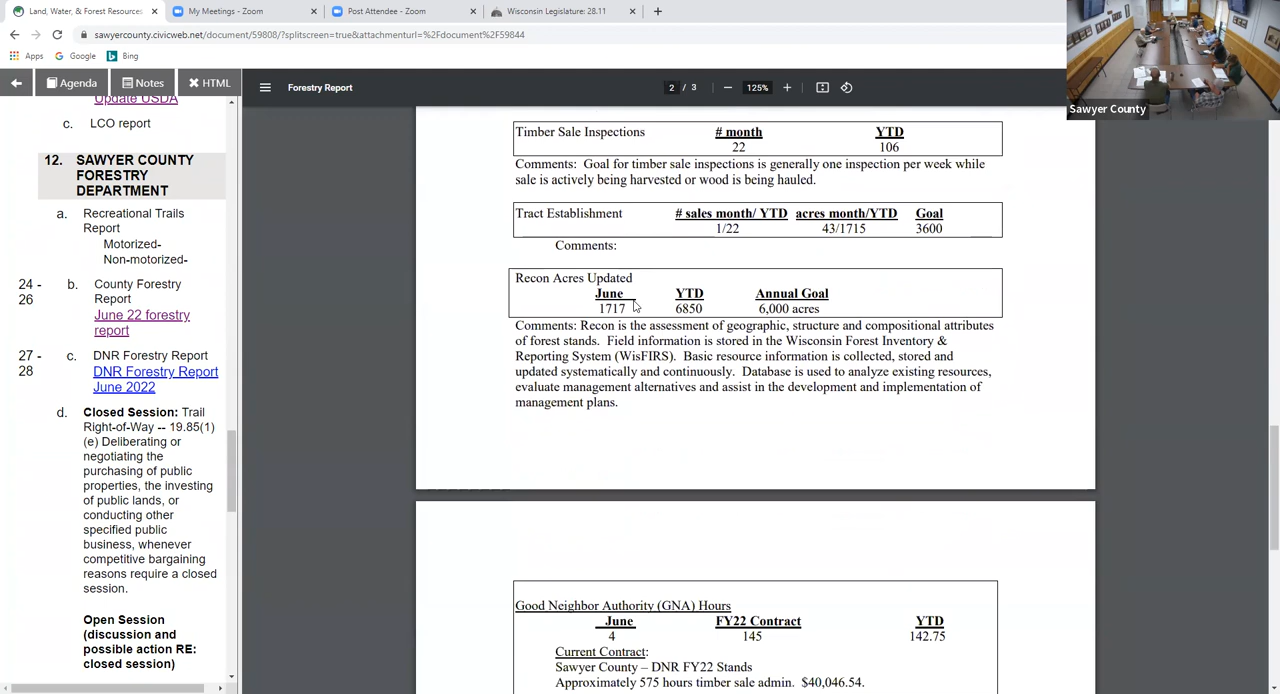 Land, Water, & Forest Resources
My Meetings - Zoom
Post Attendee - Zoom
Wisconsin Legislature: 28.11
sawyercounty.civicweb.net/document/59808/?splitscreen=true&attachmenturl=%2Fdocument%2F59844
Apps
Google
Bing
Agenda
Notes
HTML
Forestry Report
2 / 3
125%
Sawyer County
Update USDA
c. LCO report
12. SAWYER COUNTY
FORESTRY
DEPARTMENT
a. Recreational Trails
Report
Motorized-
Non-motorized-
24 - b. County Forestry
26 Report
June 22 forestry
report
27 - c. DNR Forestry Report
28 DNR Forestry Report
June 2022
d. Closed Session: Trail
Right-of-Way -- 19.85(1)
(e) Deliberating or
negotiating the
purchasing of public
properties, the investing
of public lands, or
conducting other
specified public
business, whenever
competitive bargaining
reasons require a closed
session.
Open Session
(discussion and
possible action RE:
closed session)
Timber Sale Inspections # month YTD
22 106
Comments: Goal for timber sale inspections is generally one inspection per week while
sale is actively being harvested or wood is being hauled.
Tract Establishment # sales month/ YTD acres month/YTD Goal
1/22 43/1715 3600
Comments:
Recon Acres Updated
June YTD Annual Goal
1717 6850 6,000 acres
Comments: Recon is the assessment of geographic, structure and compositional attributes
of forest stands. Field information is stored in the Wisconsin Forest Inventory &
Reporting System (WisFIRS). Basic resource information is collected, stored and
updated systematically and continuously. Database is used to analyze existing resources,
evaluate management alternatives and assist in the development and implementation of
management plans.
Good Neighbor Authority (GNA) Hours
June FY22 Contract YTD
4 145 142.75
Current Contract:
Sawyer County – DNR FY22 Stands
Approximately 575 hours timber sale admin. $40,046.54.